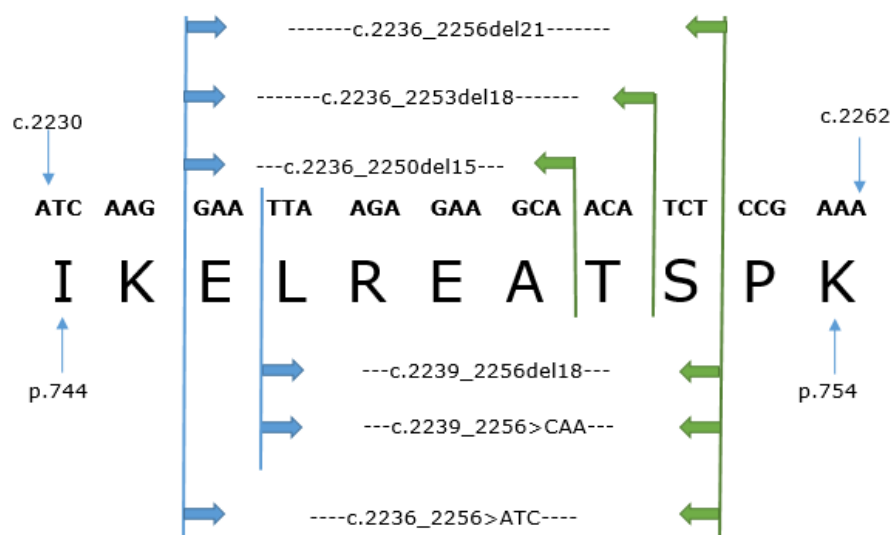 -------c.2236_2256del21-------
-------c.2236_2253del18-------
c.2230
c.2262
---c.2236_2250del15---
ATC AAG GAA TTA AGA GAA GCA ACA TCT CCG AAA
I K E L R E A T S P K
---c.2239_2256del18---
p.744
p.754
---c.2239_2256>CAA---
----c.2236_2256>ATC----